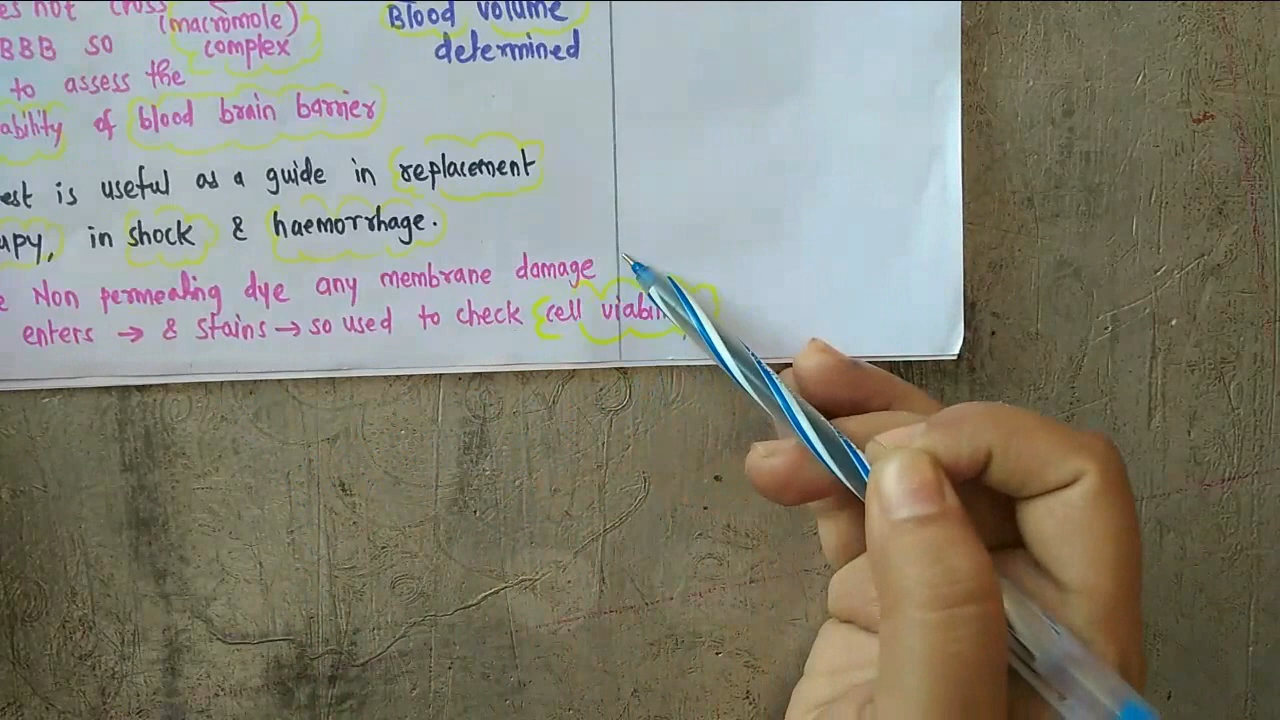 es not cross (macromole) Blood volume
BBB so complex determined
to assess the
ability of blood brain barrier
est is useful as a guide in replacement
apy, in shock & haemorrhage.
e Non permeating dye any membrane damage
enters → & stains → so used to check cell viabil